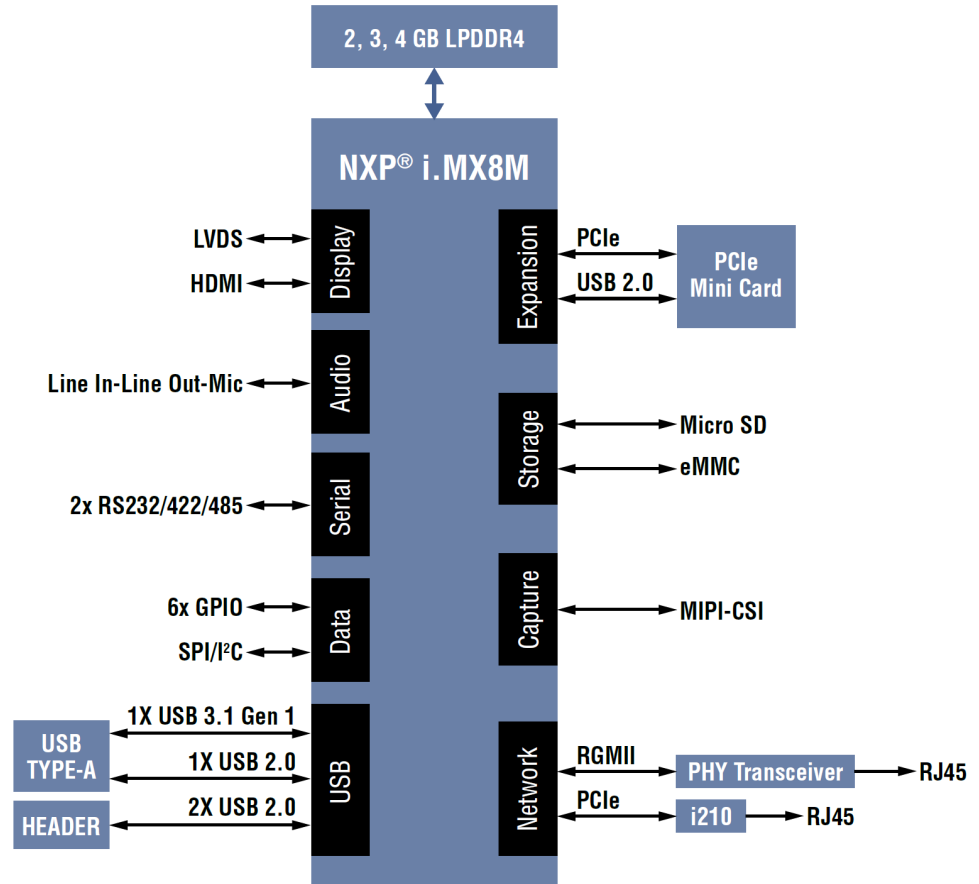 2, 3, 4 GB LPDDR4
NXP® i.MX8M
LVDS
HDMI
Display
Line In-Line Out-Mic
Audio
2x RS232/422/485
Serial
6x GPIO
SPI/I²C
Data
USB
TYPE-A
1X USB 3.1 Gen 1
1X USB 2.0
HEADER
2X USB 2.0
USB
Expansion
PCIe
USB 2.0
PCIe
Mini Card
Storage
Micro SD
eMMC
Capture
MIPI-CSI
Network
RGMII
PHY Transceiver
RJ45
PCIe
i210
RJ45